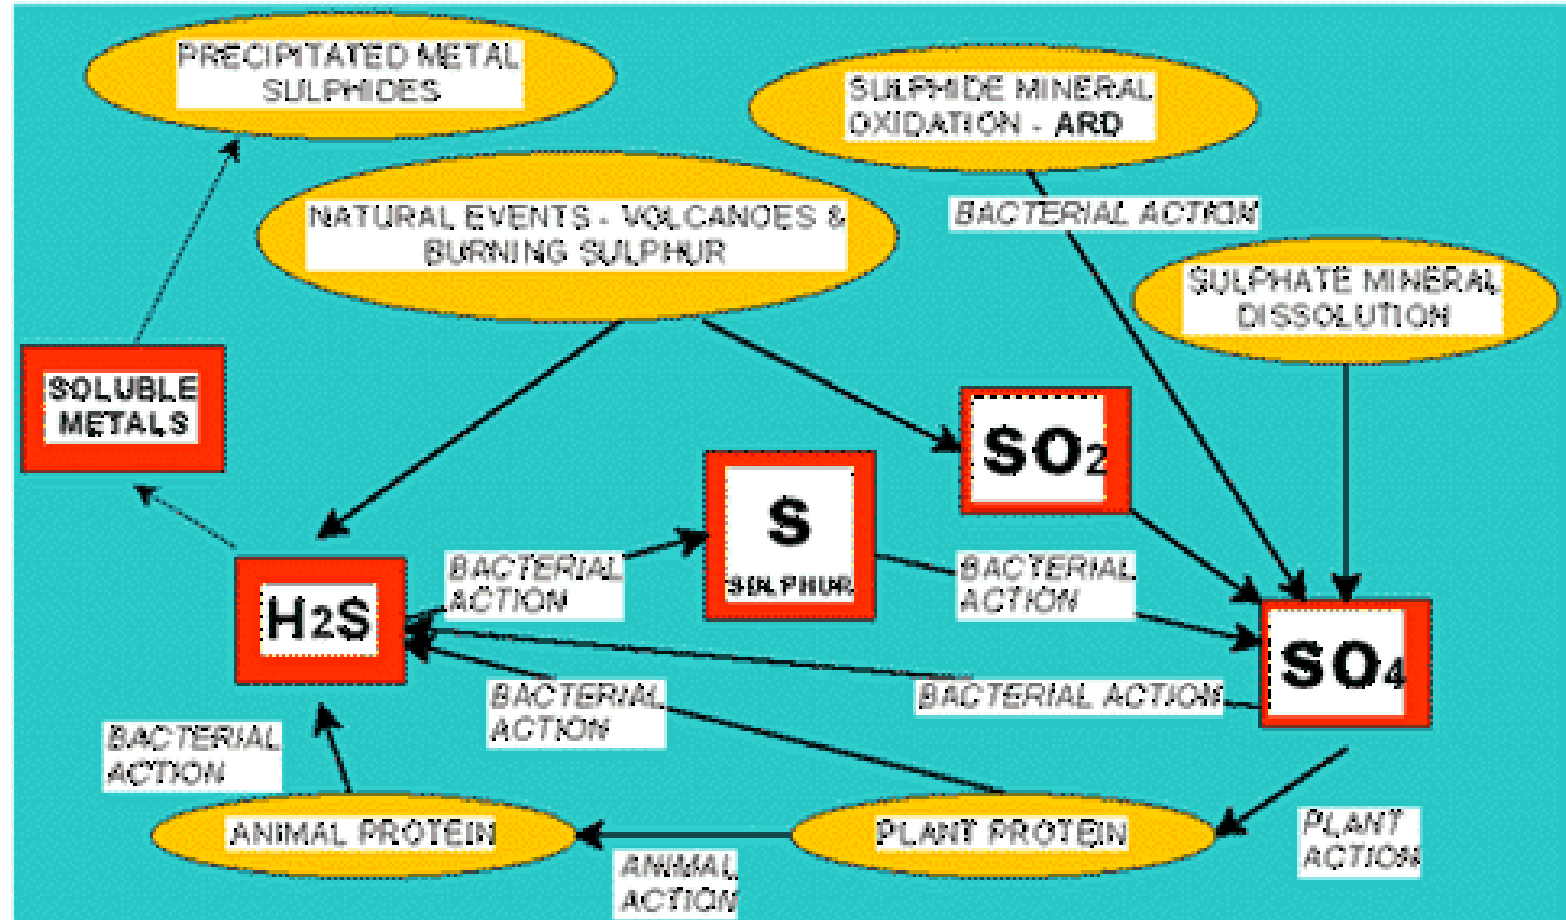 PRECIPITATED METAL
SULPHIDES
SULPHIDE MINERAL
OXIDATION - ARD
NATURAL EVENTS - VOLCANOES &
BURNING SULPHUR
BACTERIAL ACTION
SULPHATE MINERAL
DISSOLUTION
SOLUBLE
METALS
SO2
S
SULPHUR
BACTERIAL
ACTION
BACTERIAL
ACTION
H2S
SO4
BACTERIAL
ACTION
BACTERIAL ACTION
BACTERIAL
ACTION
ANIMAL PROTEIN
PLANT PROTEIN
PLANT
ACTION
ANIMAL
ACTION